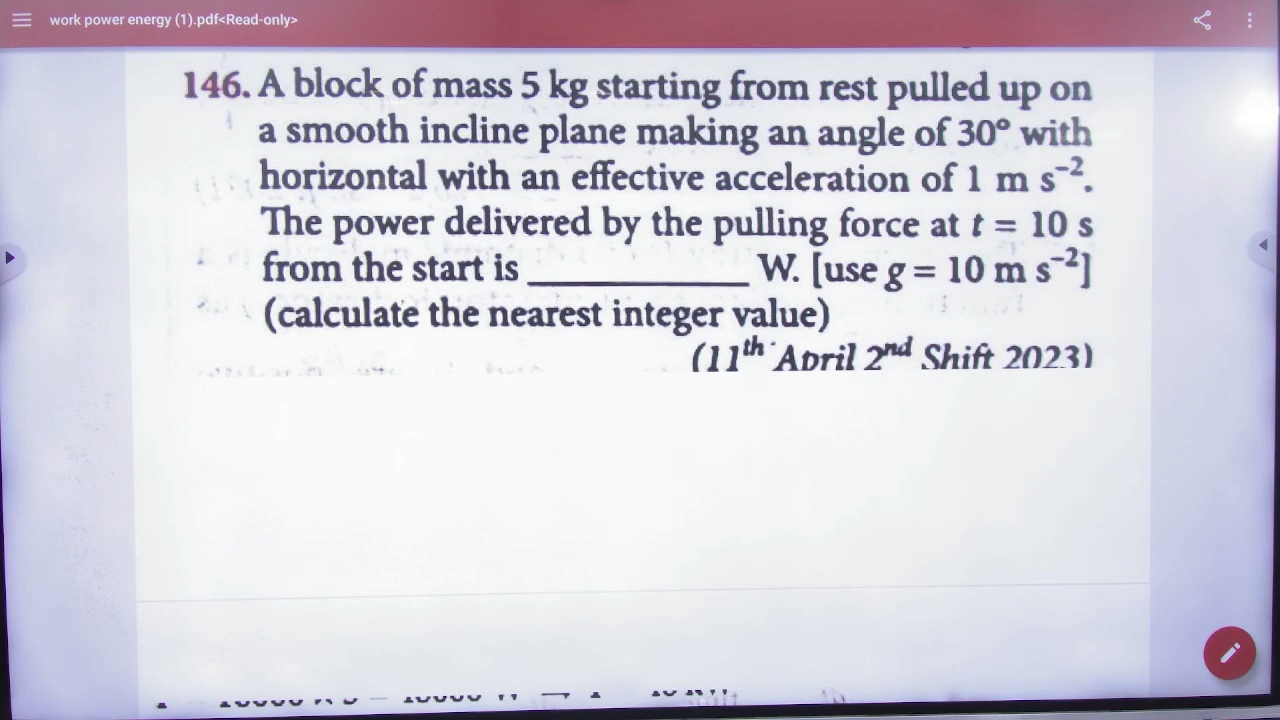 work power energy (1).pdf<Read-only>
146. A block of mass 5 kg starting from rest pulled up on
a smooth incline plane making an angle of 30° with
horizontal with an effective acceleration of 1 m s⁻².
The power delivered by the pulling force at t = 10 s
from the start is __________ W. [use g = 10 m s⁻²]
(calculate the nearest integer value)
(11th April 2nd Shift 2023)